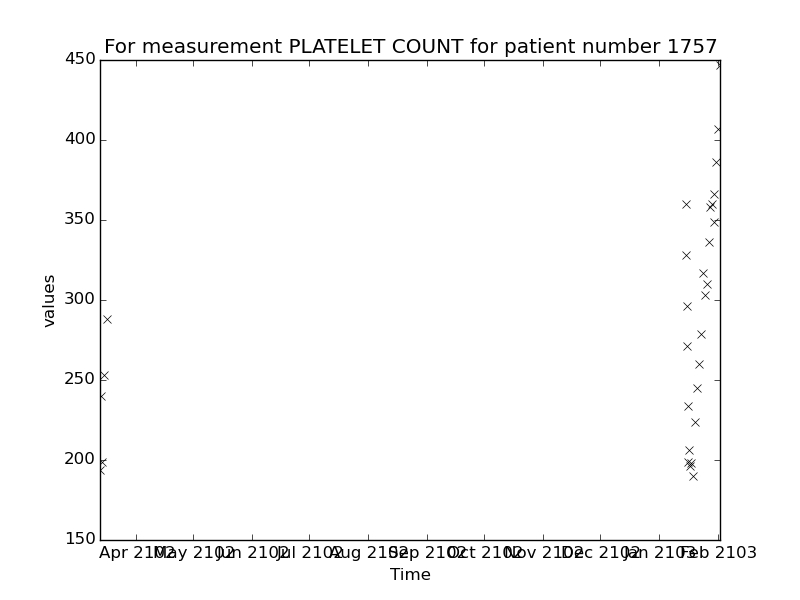 For measurement PLATELET COUNT for patient number 1757
450
400
350
300
250
200
150
values
Apr 2102 May 2102 Jun 2102 Jul 2102 Aug 2102 Sep 2102 Oct 2102 Nov 2102 Dec 2102 Jan 2103 Feb 2103
Time